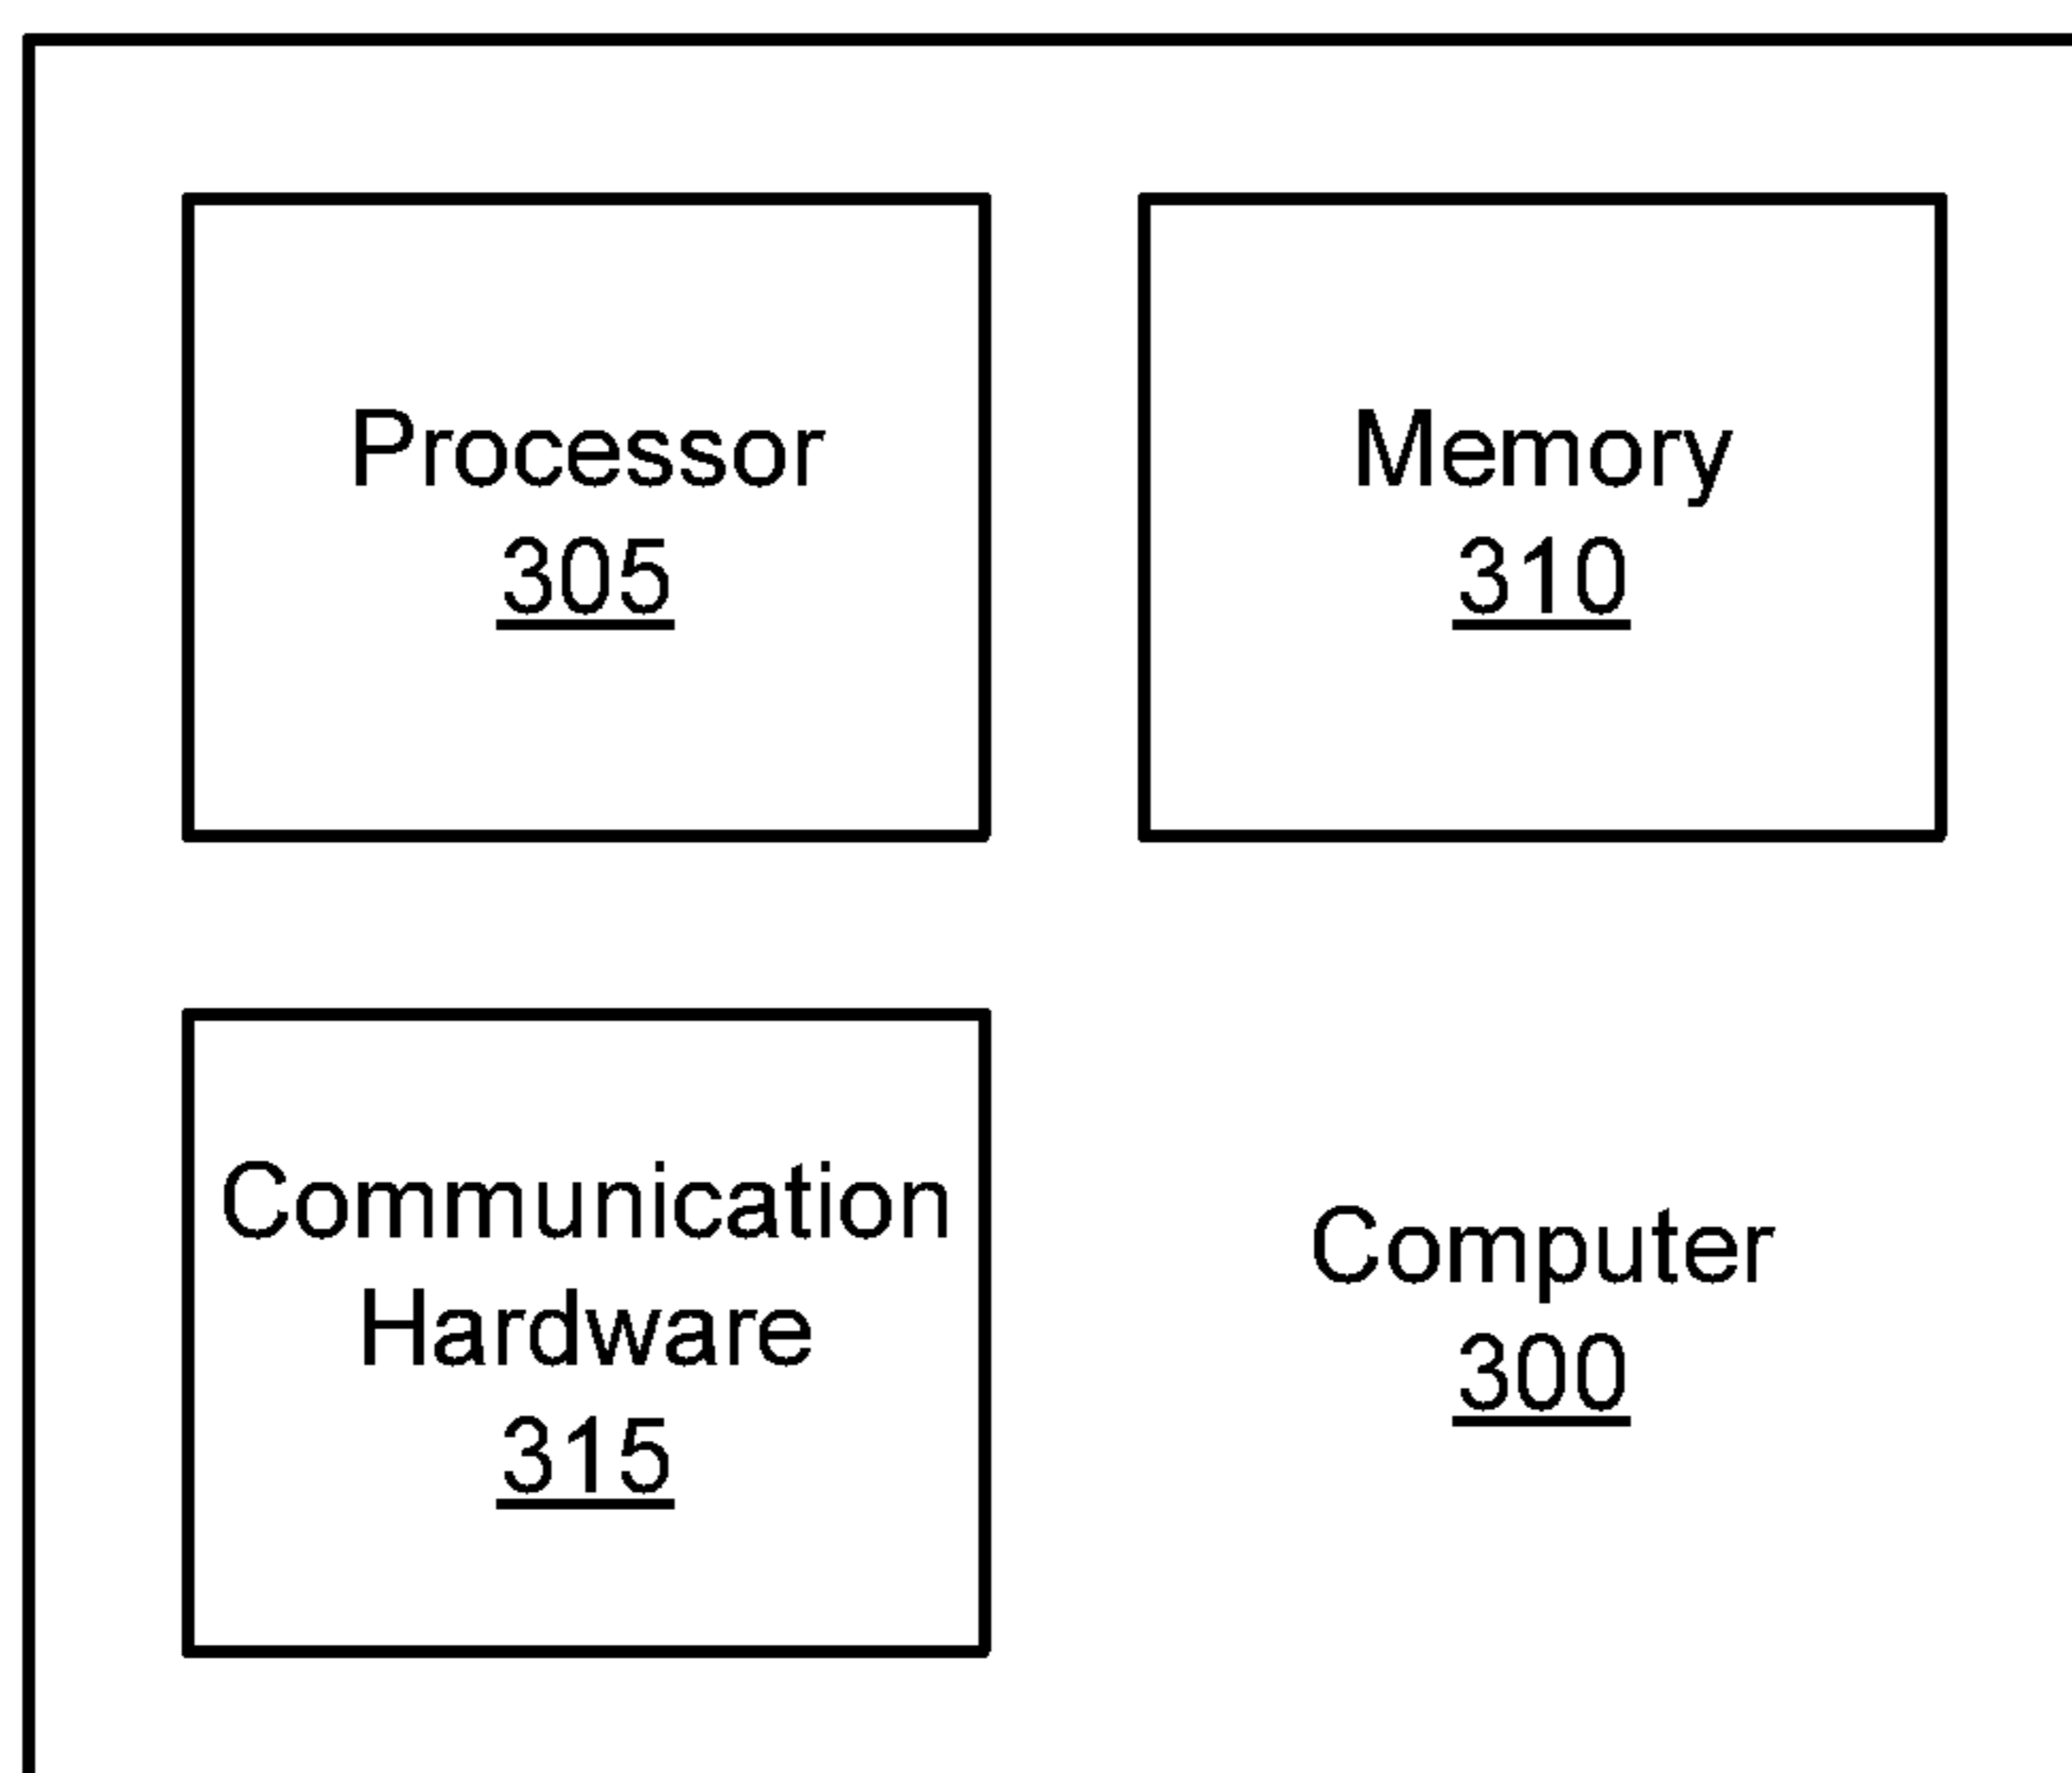 Processor
305
Memory
310
Communication
Hardware
315
Computer
300